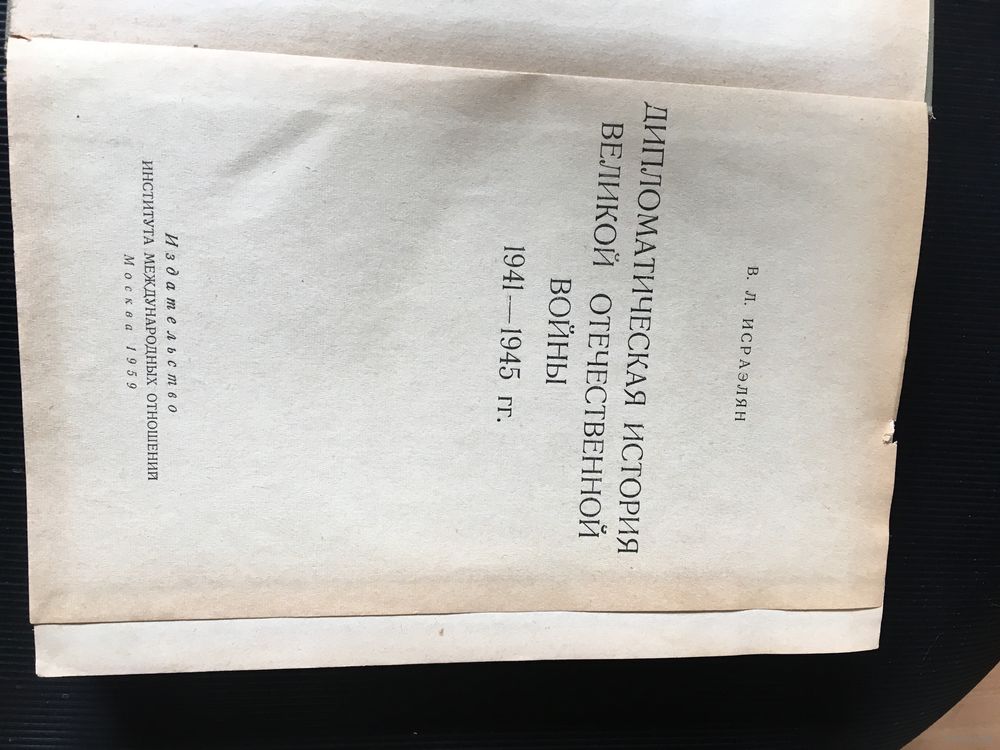 В. Л. ИСРАЭЛЯН
ДИПЛОМАТИЧЕСКАЯ ИСТОРИЯ
ВЕЛИКОЙ ОТЕЧЕСТВЕННОЙ
ВОЙНЫ
1941—1945 гг.
Издательство
ИНСТИТУТА МЕЖДУНАРОДНЫХ ОТНОШЕНИЙ
Москва 1959